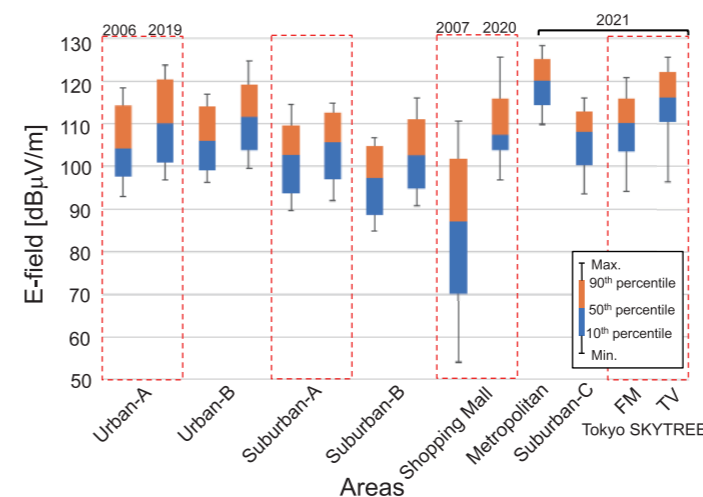 2021
2006 2019
2007 2020
130
120
110
100
90
80
70
60
50
E-field [dBµV/m]
Max.
90th percentile
50th percentile
10th percentile
Min.
Urban-A
Urban-B
Suburban-A
Suburban-B
Shopping Mall
Metropolitan
Suburban-C
FM
TV
Tokyo SKYTREE
Areas